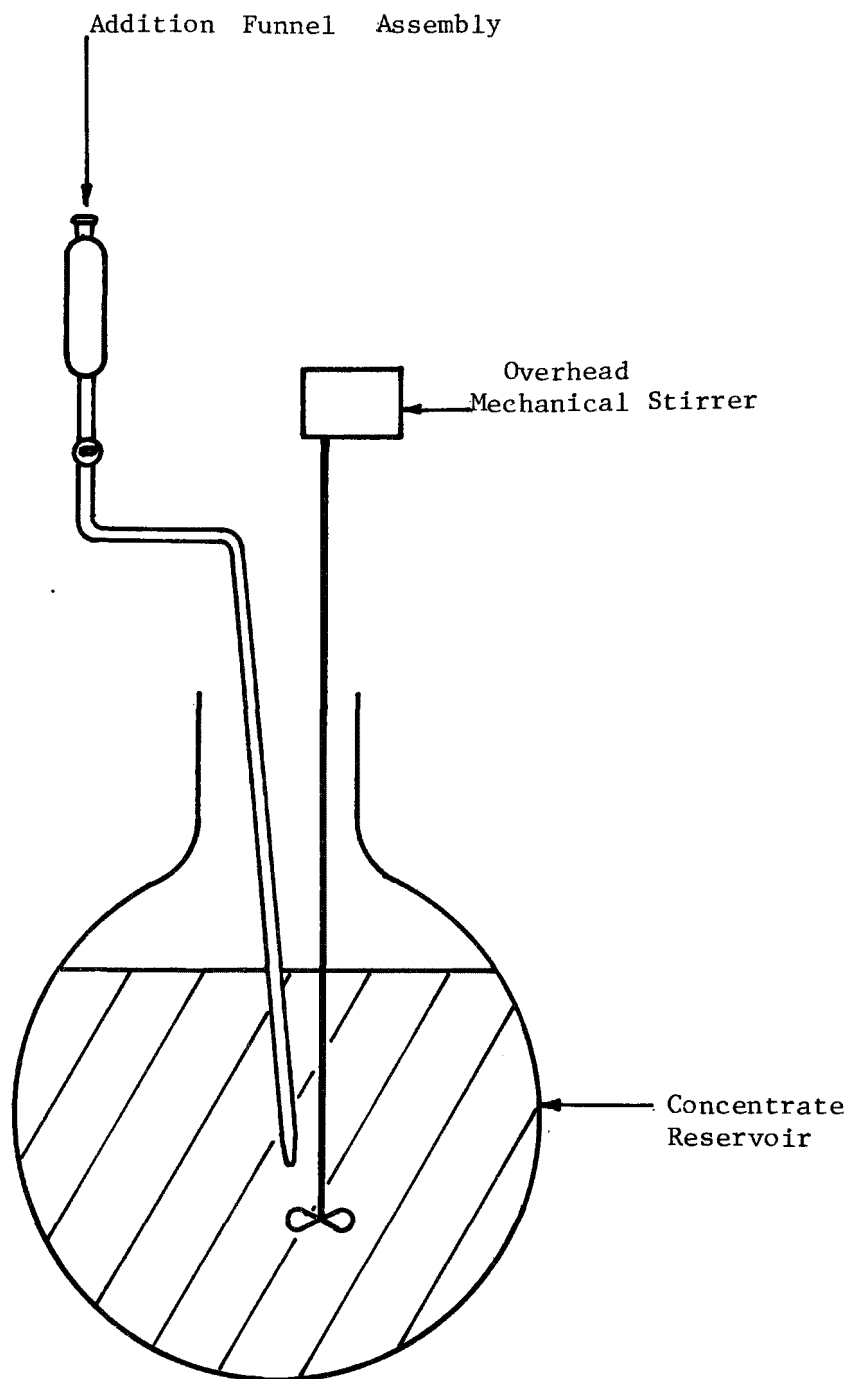 Addition Funnel Assembly
Overhead
Mechanical Stirrer
Concentrate
Reservoir